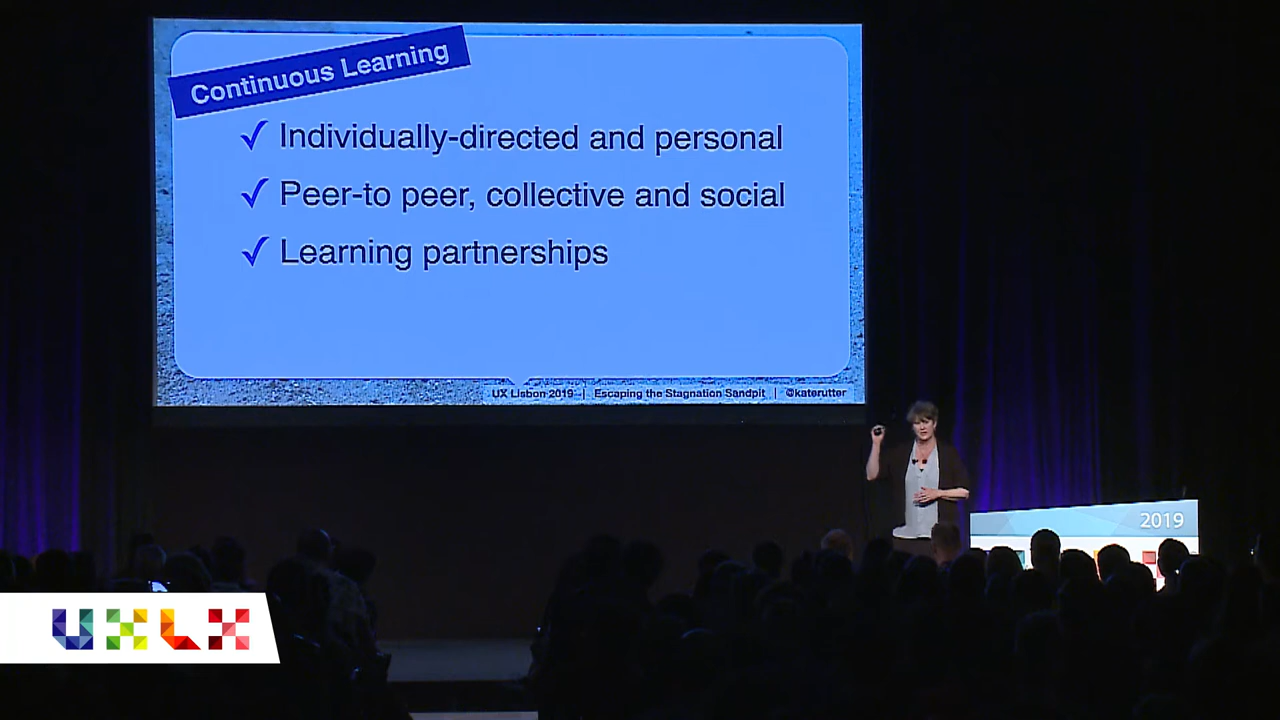 Continuous Learning
✓ Individually-directed and personal
✓ Peer-to peer, collective and social
✓ Learning partnerships
UX Lisbon 2019 | Escaping the Stagnation Sandpit | @katerutter
2019
UXLX